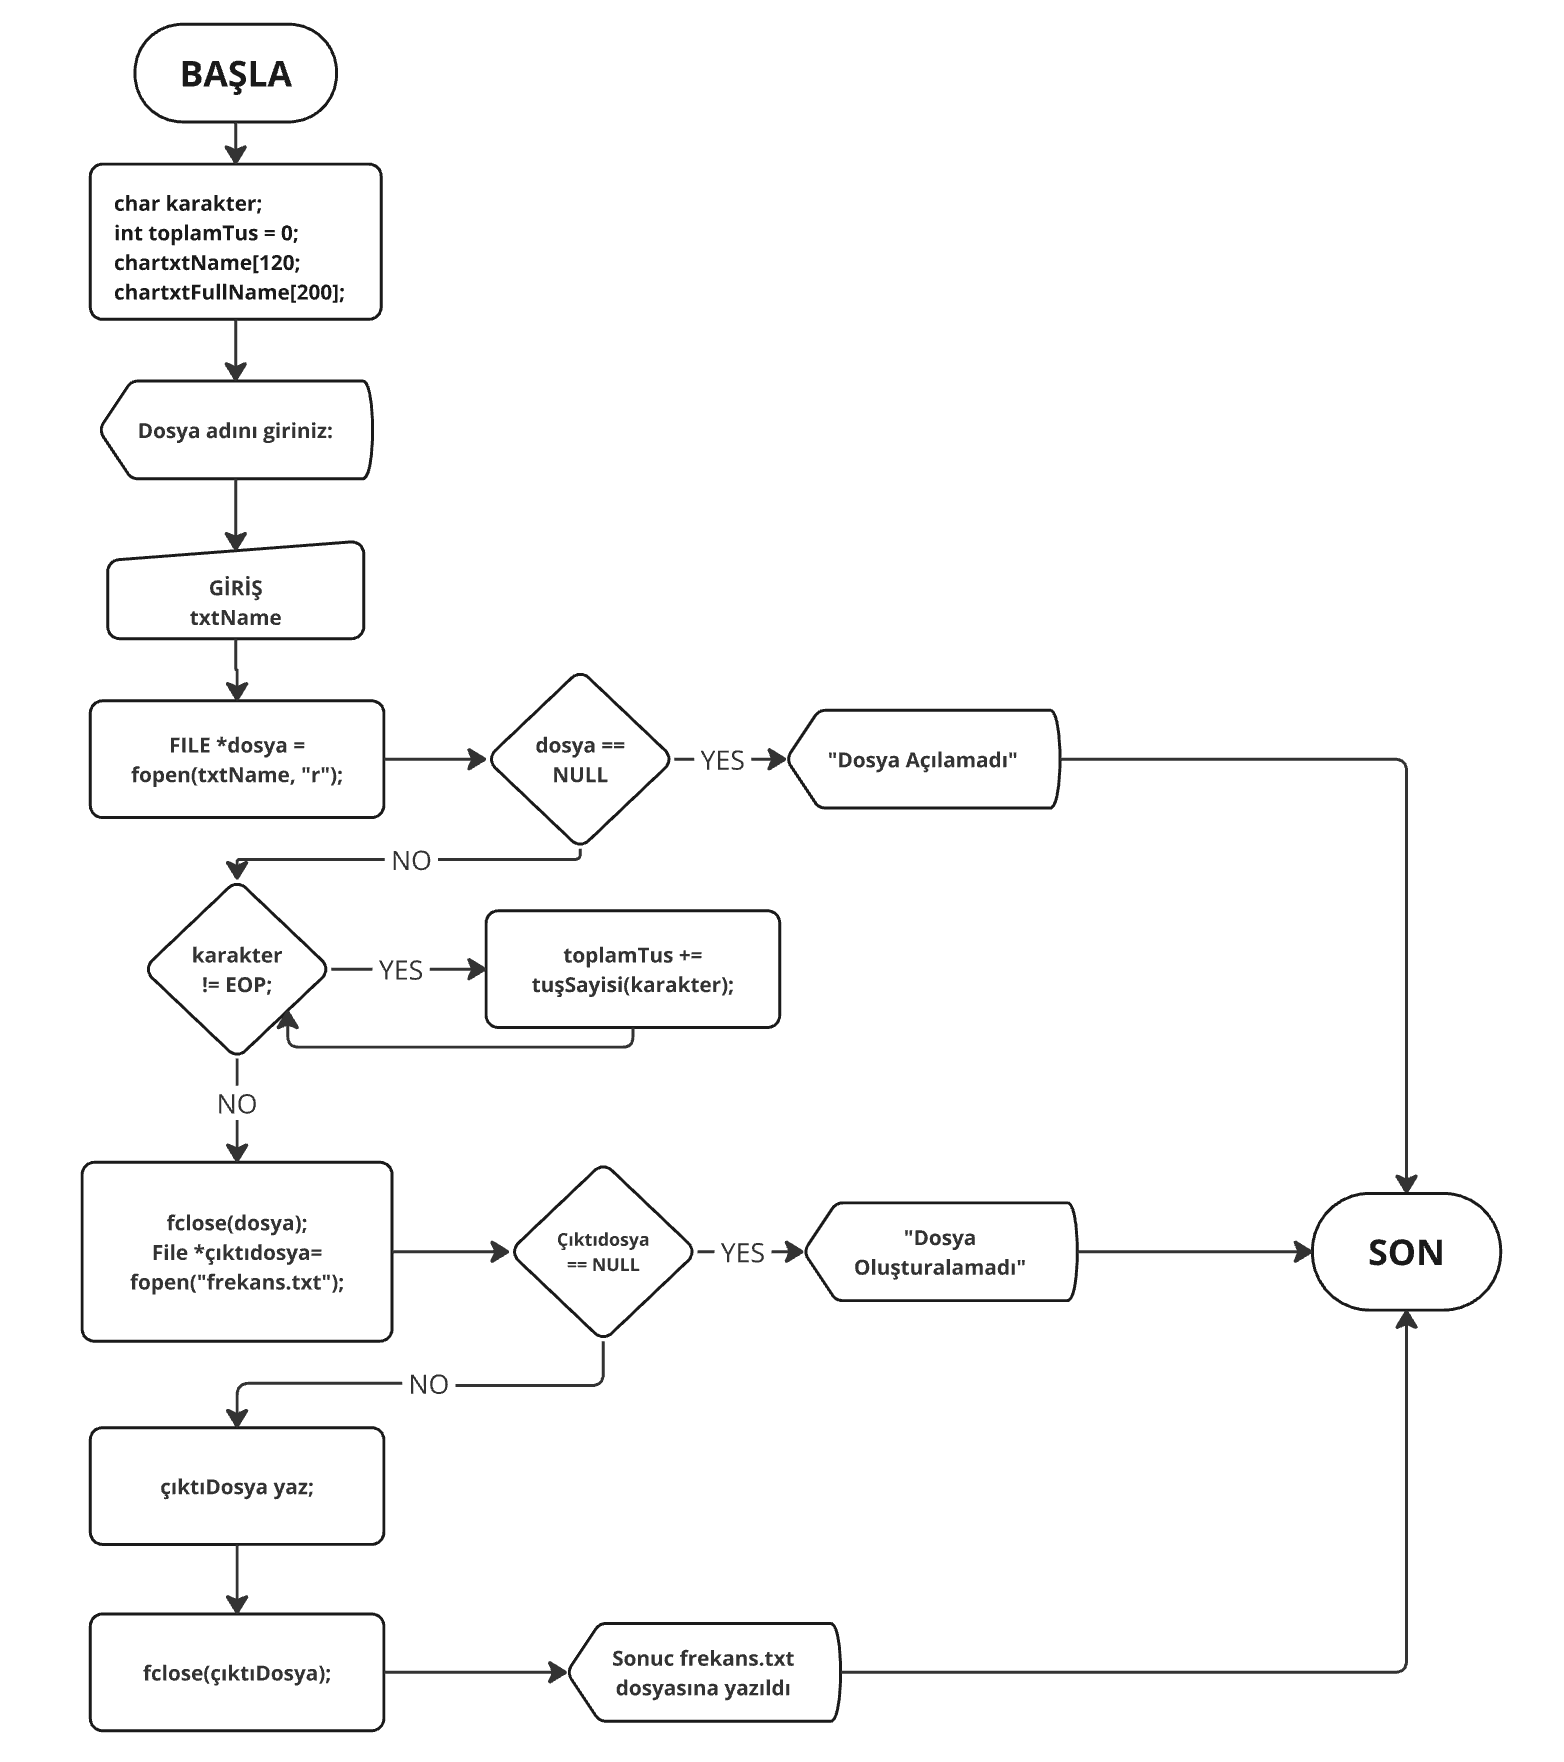 BAŞLA
char karakter;
int toplamTus = 0;
chartxtName[120;
chartxtFullName[200];
Dosya adını giriniz:
GİRİŞ
txtName
FILE *dosya =
fopen(txtName, "r");
dosya ==
NULL
YES
"Dosya Açılamadı"
NO
karakter
!= EOP;
YES
toplamTus +=
tuşSayisi(karakter);
NO
fclose(dosya);
File *çıktıdosya=
fopen("frekans.txt");
Çıktıdosya
== NULL
YES
"Dosya
Oluşturalamadı"
SON
NO
çıktıDosya yaz;
fclose(çıktıDosya);
Sonuc frekans.txt
dosyasına yazıldı